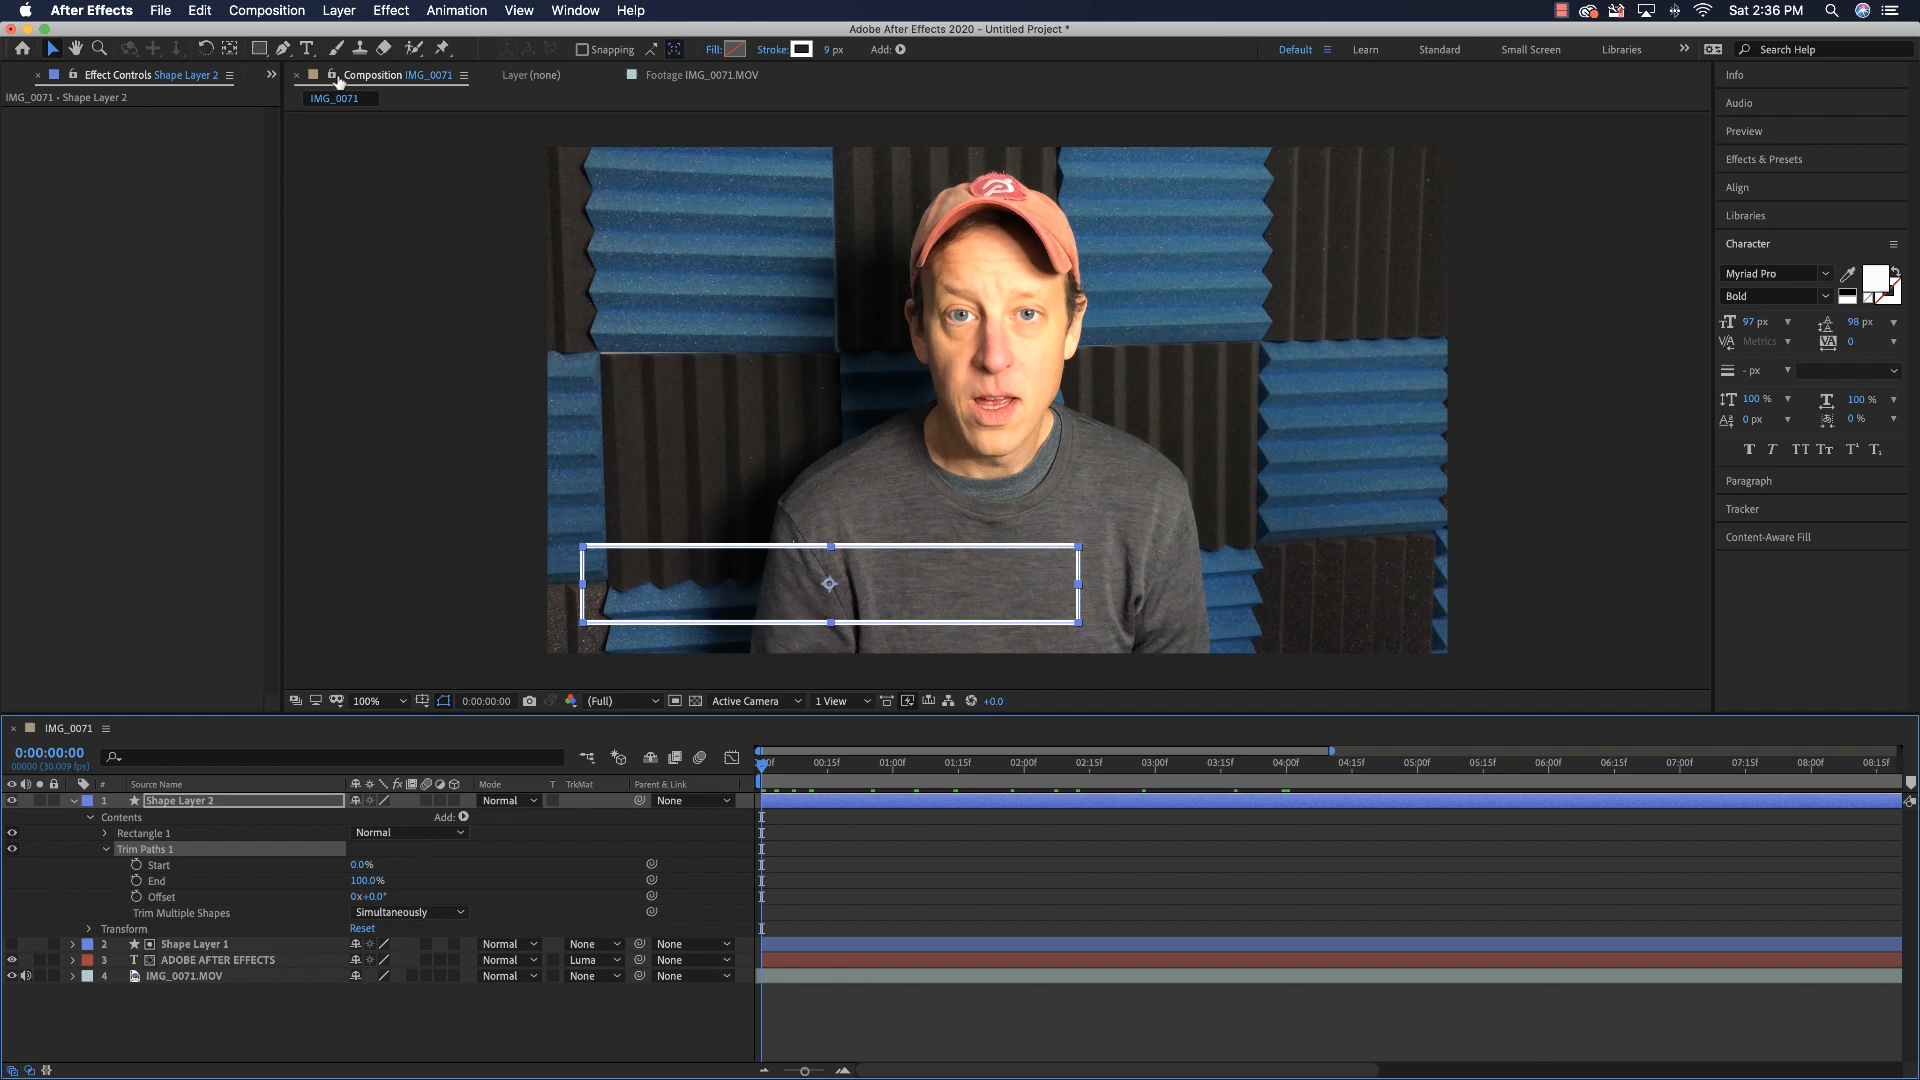 After Effects File Edit Composition Layer Effect Animation View Window Help Sat 2:36 PM
Adobe After Effects 2020 - Untitled Project *
Snapping Fill: Stroke: 9 px Add: Default Learn Standard Small Screen Libraries Search Help
Effect Controls Shape Layer 2 Composition IMG_0071 Layer (none) Footage IMG_0071.MOV Info
IMG_0071 • Shape Layer 2 IMG_0071
Audio
Preview
Effects & Presets
Align
Libraries
Character
Myriad Pro
Bold
97 px 98 px
Metrics 0
- px
100 % 100 %
0 px 0 %
T T TT Tt T¹ T₁
Paragraph
Tracker
Content-Aware Fill
100% 0:00:00:00 (Full) Active Camera 1 View +0.0
IMG_0071
0:00:00:00
00000 (30.009 fps)
:00f 00:15f 01:00f 01:15f 02:00f 02:15f 03:00f 03:15f 04:00f 04:15f 05:00f 05:15f 06:00f 06:15f 07:00f 07:15f 08:00f 08:15f
# Source Name fx Mode T TrkMat Parent & Link
1 Shape Layer 2 Normal None
Contents Add:
Rectangle 1 Normal
Trim Paths 1
Start 0.0%
End 100.0%
Offset 0x+0.0°
Trim Multiple Shapes Simultaneously
Transform Reset
2 Shape Layer 1 Normal None None
3 T ADOBE AFTER EFFECTS Normal Luma None
4 IMG_0071.MOV Normal None None